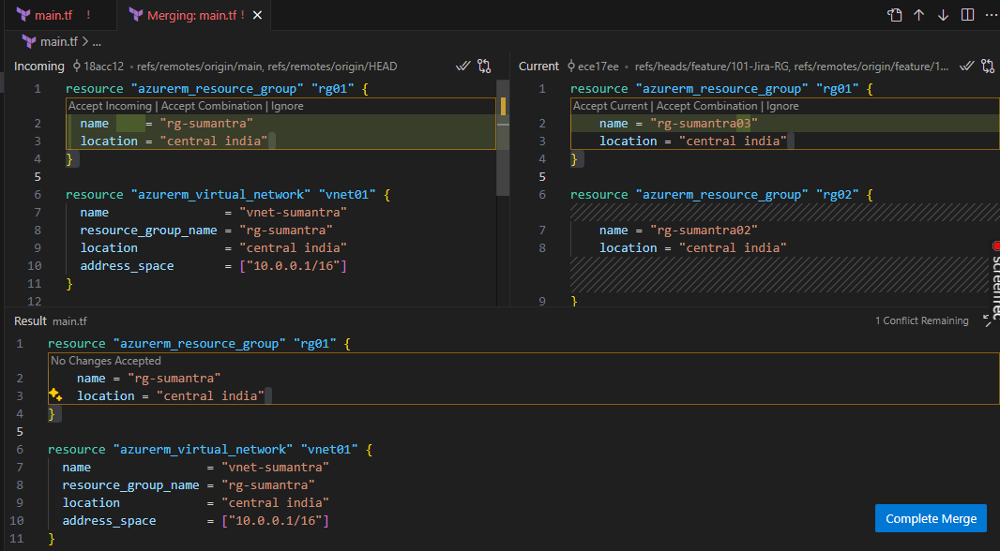 main.tf ! Merging: main.tf ! ×
main.tf > ...
Incoming 18acc12 • refs/remotes/origin/main, refs/remotes/origin/HEAD
1 resource "azurerm_resource_group" "rg01" {
Accept Incoming | Accept Combination | Ignore
2 name = "rg-sumantra"
3 location = "central india"
4 }
5
6 resource "azurerm_virtual_network" "vnet01" {
7 name = "vnet-sumantra"
8 resource_group_name = "rg-sumantra"
9 location = "central india"
10 address_space = ["10.0.0.1/16"]
11 }
12
Current ece17ee • refs/heads/feature/101-Jira-RG, refs/remotes/origin/feature/1...
1 resource "azurerm_resource_group" "rg01" {
Accept Current | Accept Combination | Ignore
2 name = "rg-sumantra03"
3 location = "central india"
4 }
5
6 resource "azurerm_resource_group" "rg02" {
7 name = "rg-sumantra02"
8 location = "central india"
9 }
Result main.tf
1 Conflict Remaining
1 resource "azurerm_resource_group" "rg01" {
No Changes Accepted
2 name = "rg-sumantra"
3 location = "central india"
4 }
5
6 resource "azurerm_virtual_network" "vnet01" {
7 name = "vnet-sumantra"
8 resource_group_name = "rg-sumantra"
9 location = "central india"
10 address_space = ["10.0.0.1/16"]
11 }
Complete Merge